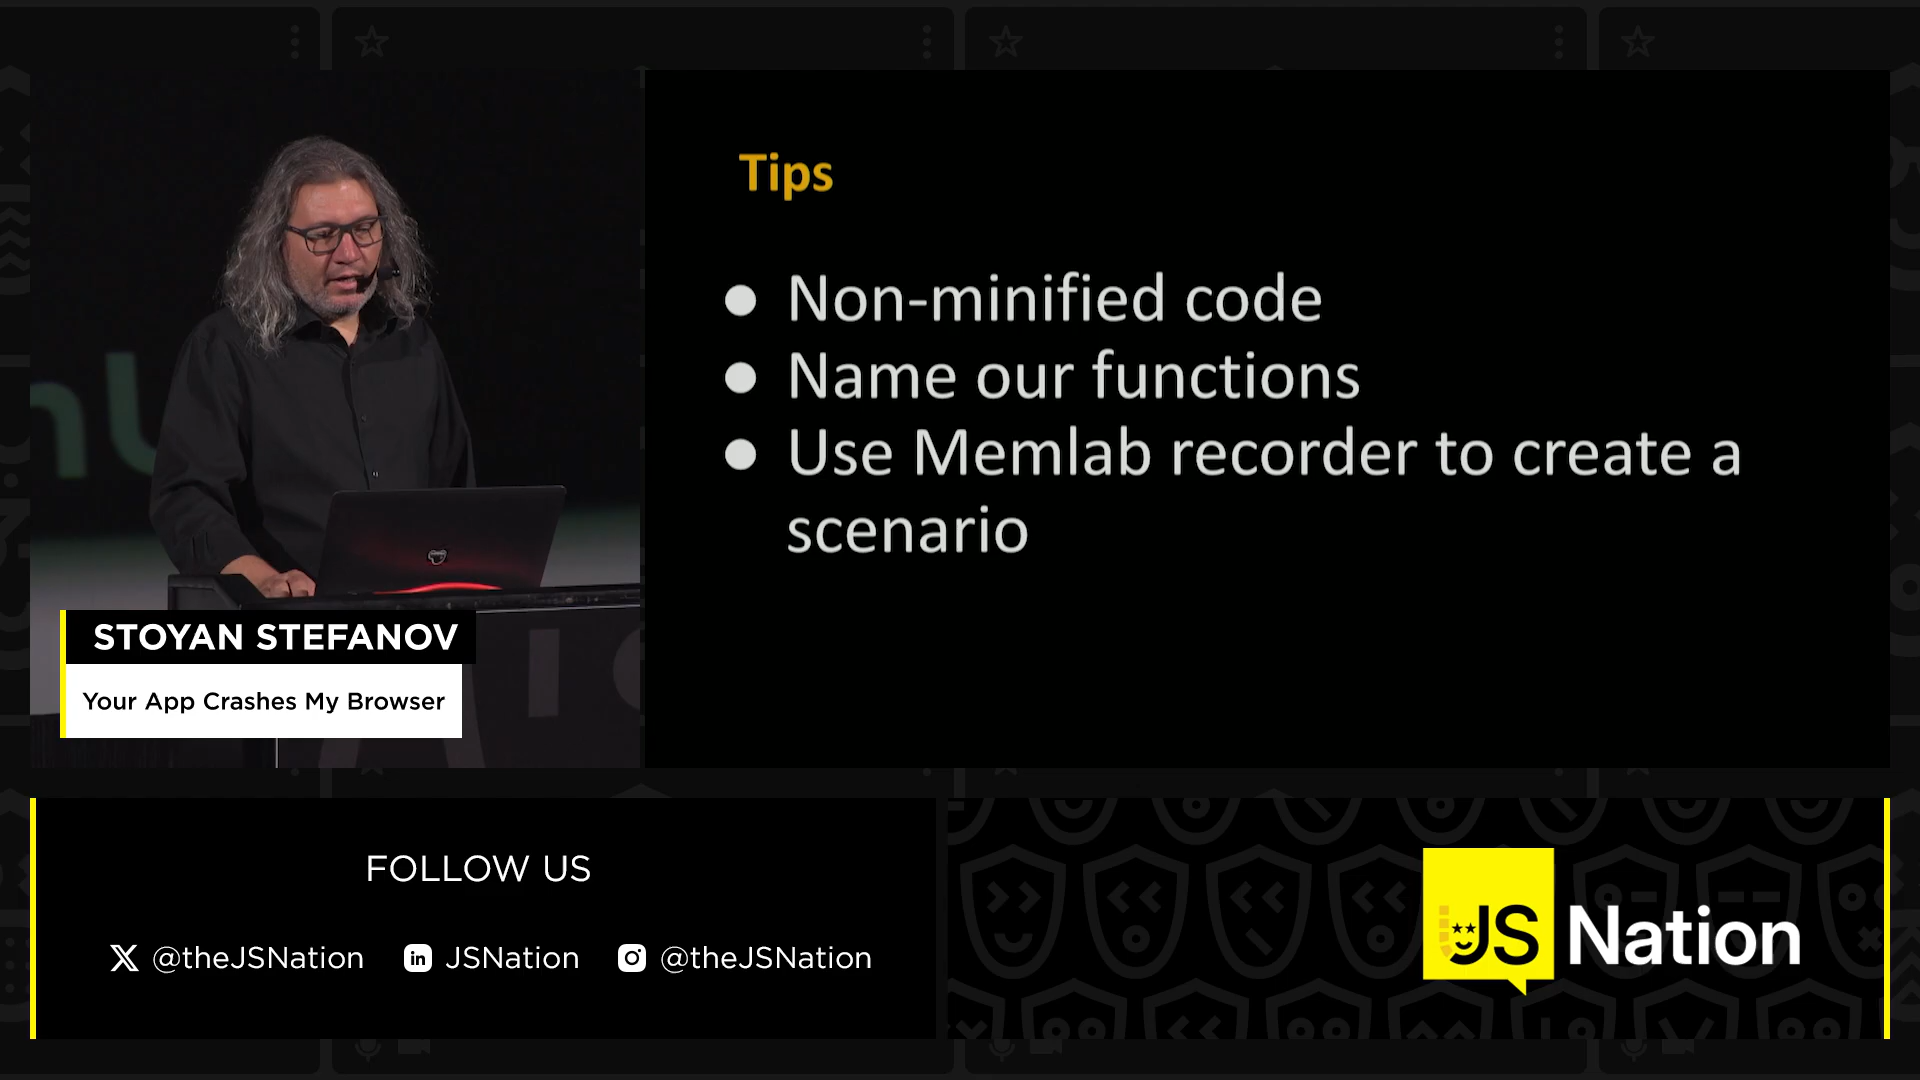 Tips
● Non-minified code
● Name our functions
● Use Memlab recorder to create a
scenario
STOYAN STEFANOV
Your App Crashes My Browser
FOLLOW US
@theJSNation JSNation @theJSNation
JS Nation